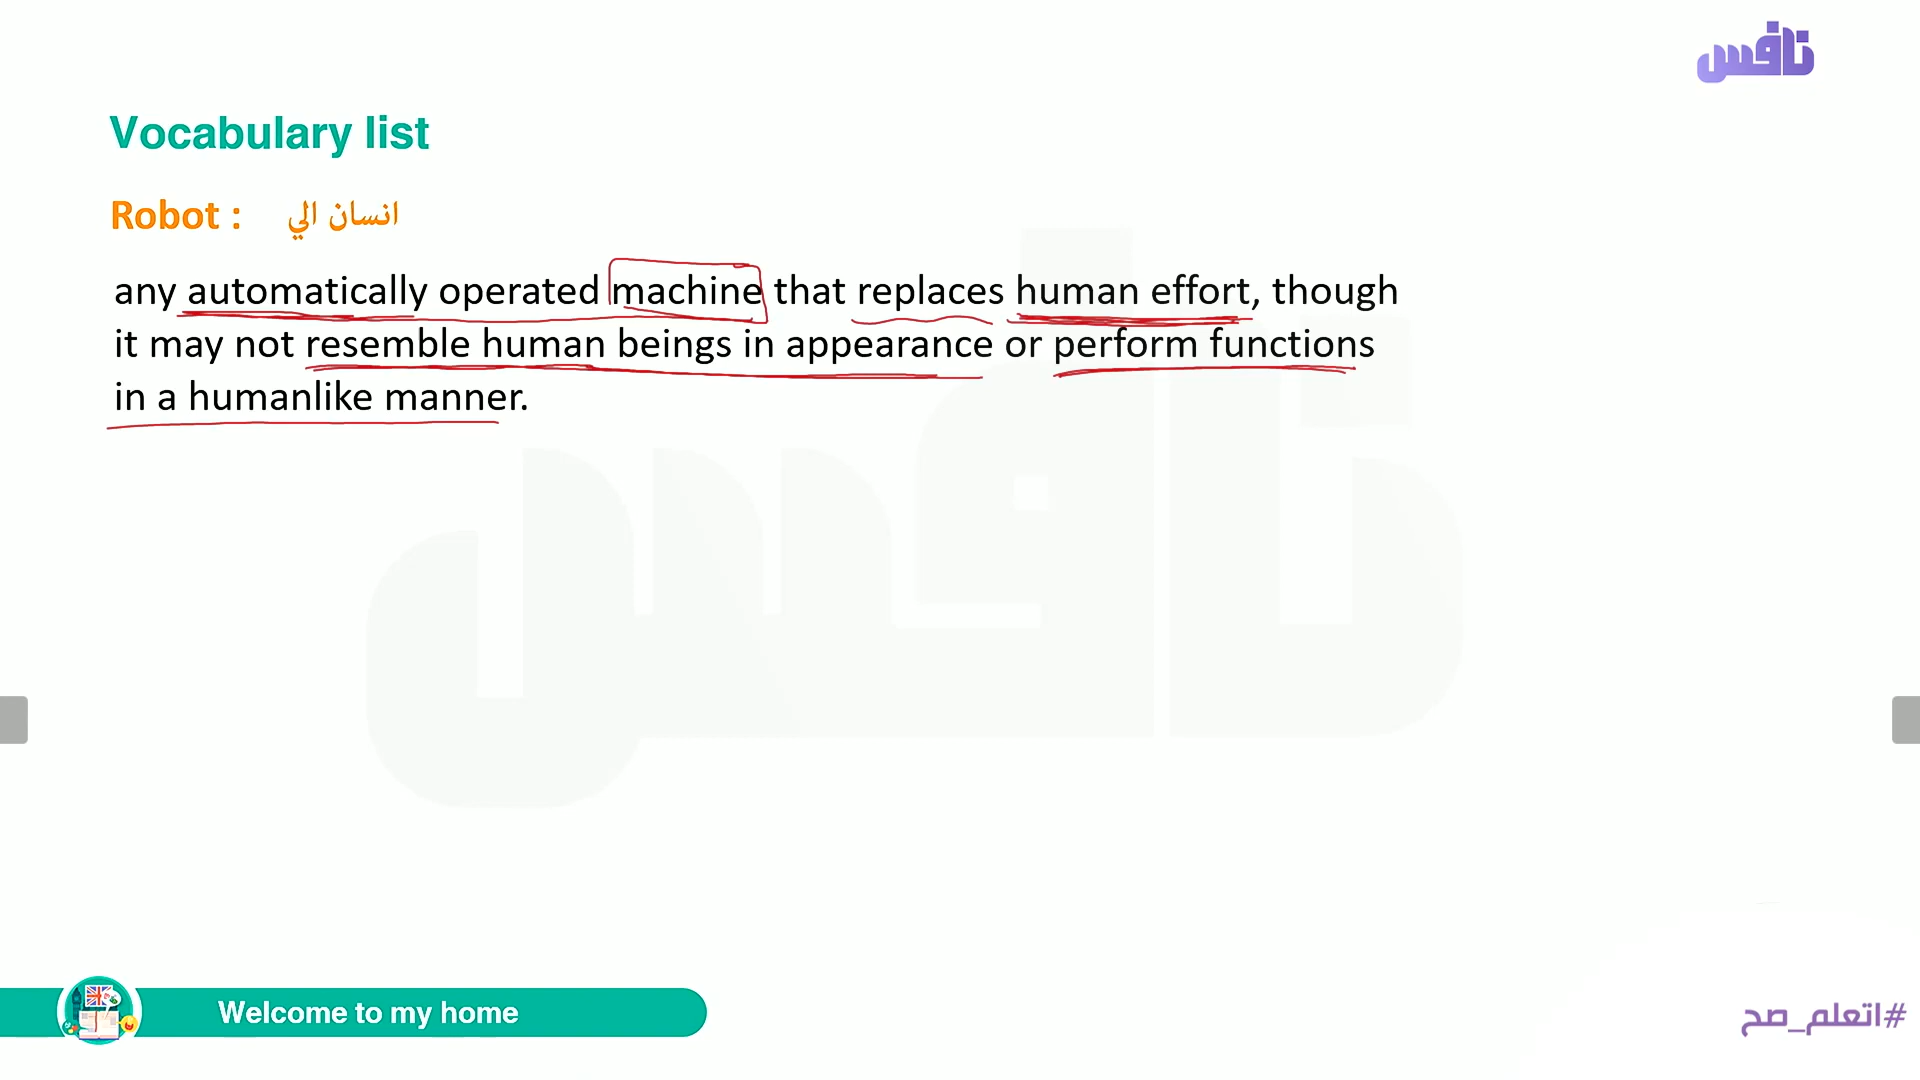 نافس
Vocabulary list
Robot : انسان الي
any automatically operated machine that replaces human effort, though
it may not resemble human beings in appearance or perform functions
in a humanlike manner.
Welcome to my home
#اتعلم_صح